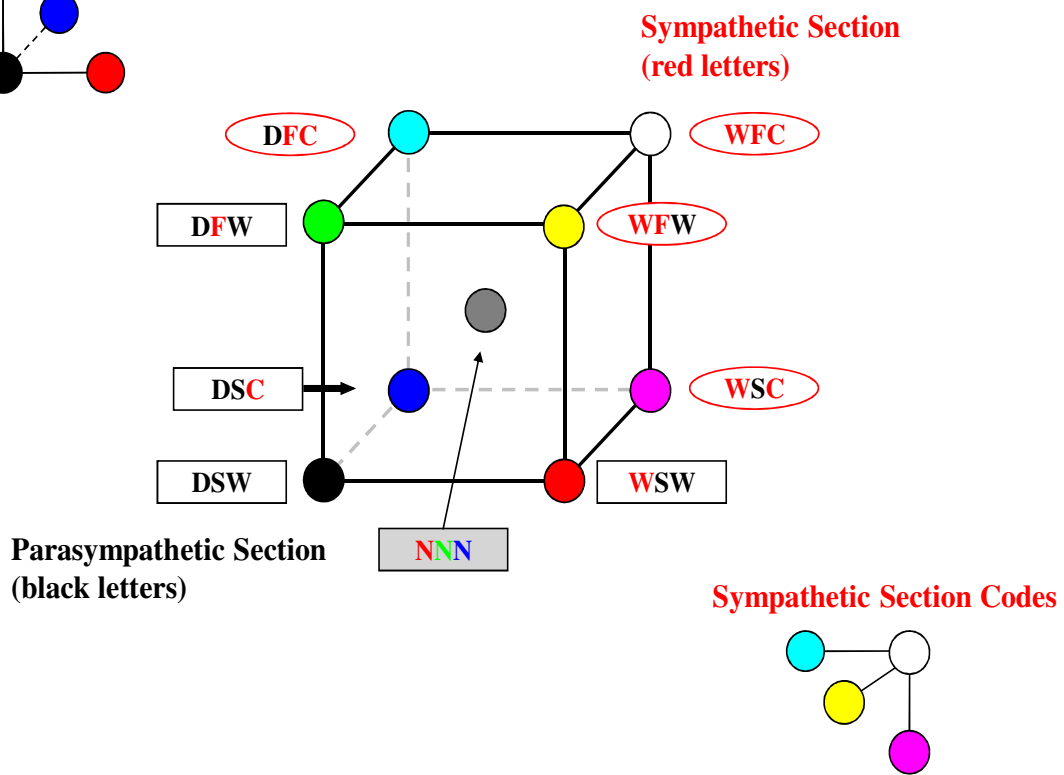 Sympathetic Section
(red letters)
DFC
WFC
DFW
WFW
DSC
WSC
DSW
WSW
NNN
Parasympathetic Section
(black letters)
Sympathetic Section Codes